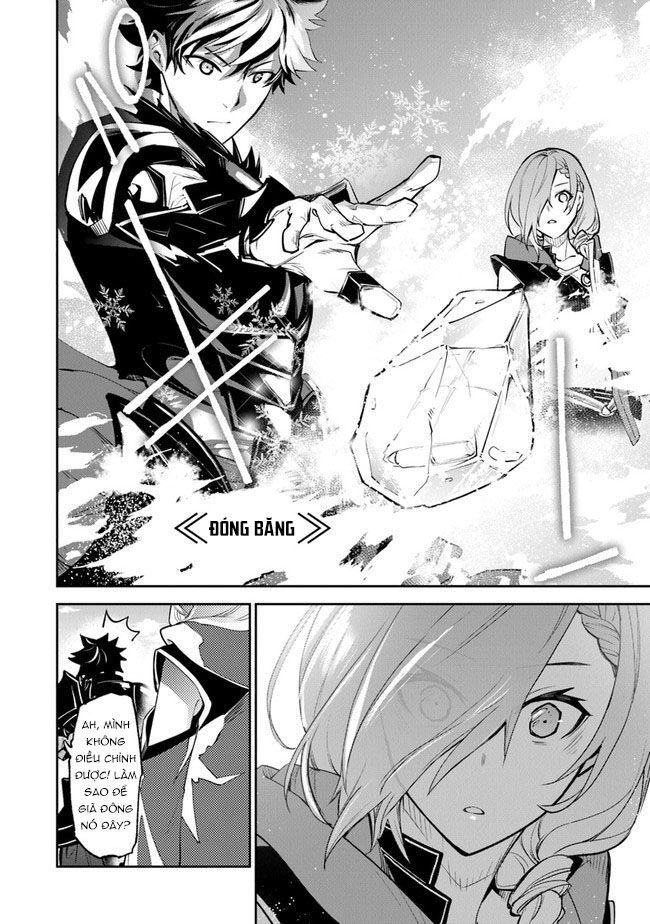 《ĐÓNG BĂNG》
AH, MÌNH
KHÔNG
ĐIỀU CHỈNH
ĐƯỢC! LÀM
SAO ĐỂ
GIẢ ĐÔNG
NÓ ĐÂY?